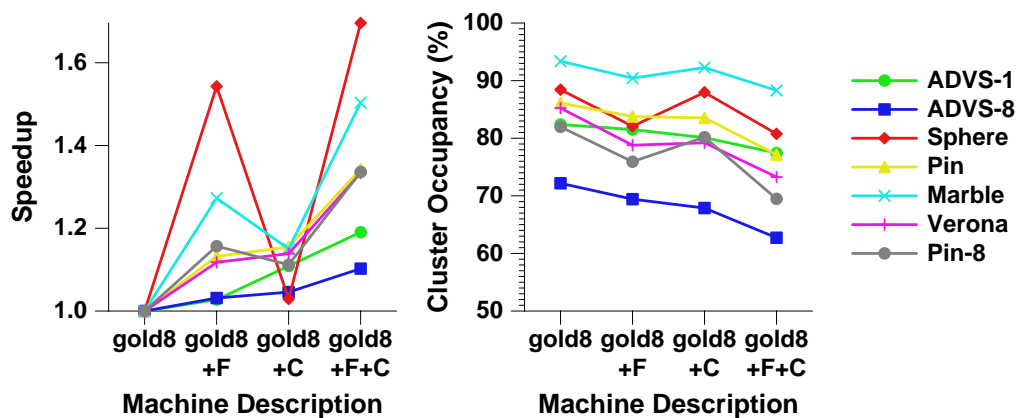 Speedup
1.6
1.4
1.2
1.0
gold8 gold8 gold8 gold8
+F +C +F+C
Machine Description
Cluster Occupancy (%)
100
90
80
70
60
50
gold8 gold8 gold8 gold8
+F +C +F+C
Machine Description
ADVS-1
ADVS-8
Sphere
Pin
Marble
Verona
Pin-8